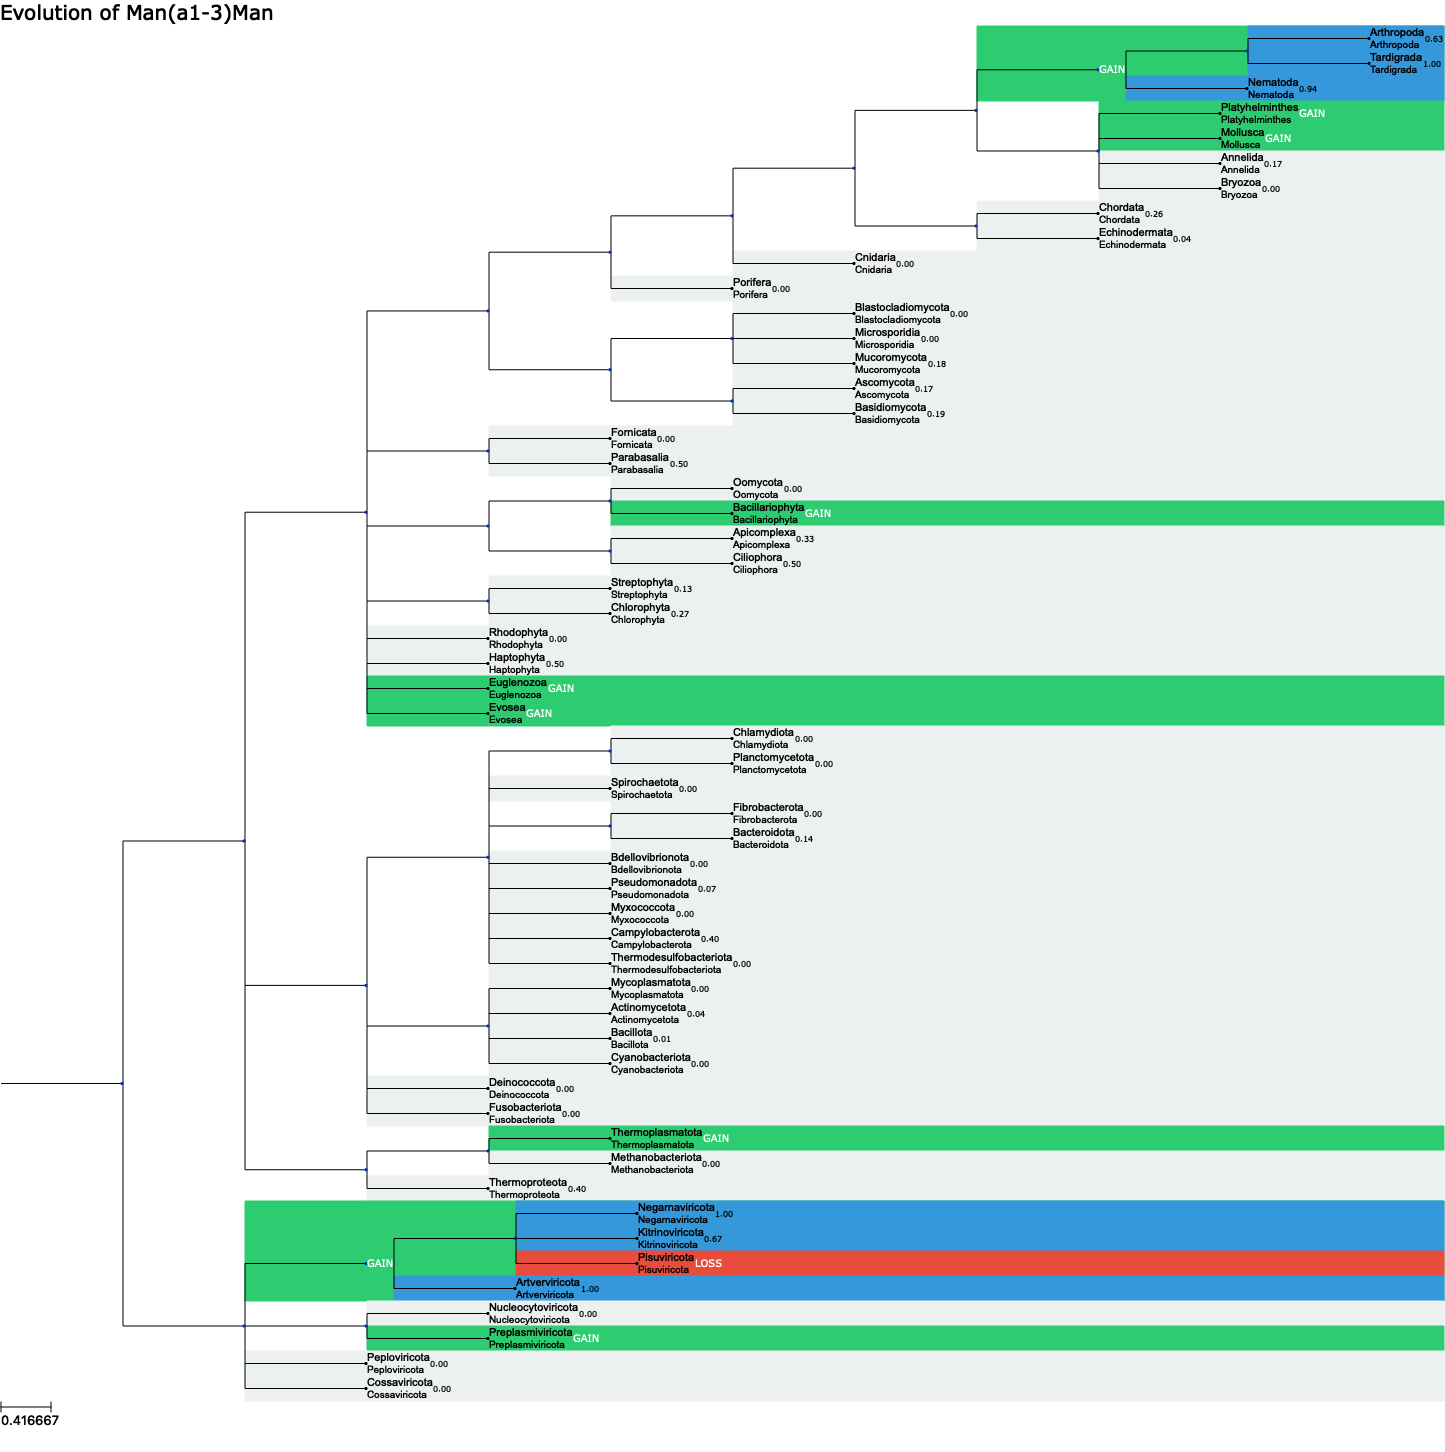 Evolution of Man(a1-3)Man
Arthropoda 0.63
Arthropoda
Tardigrada 1.00
Tardigrada
GAIN
Nematoda 0.94
Nematoda
Platyhelminthes GAIN
Platyhelminthes
Mollusca GAIN
Mollusca
Annelida 0.17
Annelida
Bryozoa 0.00
Bryozoa
Chordata 0.26
Chordata
Echinodermata 0.04
Echinodermata
Cnidaria 0.00
Cnidaria
Porifera 0.00
Porifera
Blastocladiomycota 0.00
Blastocladiomycota
Microsporidia 0.00
Microsporidia
Mucoromycota 0.18
Mucoromycota
Ascomycota 0.17
Ascomycota
Basidiomycota 0.19
Basidiomycota
Fornicata 0.00
Fornicata
Parabasalia 0.50
Parabasalia
Oomycota 0.00
Oomycota
Bacillariophyta GAIN
Bacillariophyta
Apicomplexa 0.33
Apicomplexa
Ciliophora 0.50
Ciliophora
Streptophyta 0.13
Streptophyta
Chlorophyta 0.27
Chlorophyta
Rhodophyta 0.00
Rhodophyta
Haptophyta 0.50
Haptophyta
Euglenozoa GAIN
Euglenozoa
Evosea GAIN
Evosea
Chlamydiota 0.00
Chlamydiota
Planctomycetota 0.00
Planctomycetota
Spirochaetota 0.00
Spirochaetota
Fibrobacterota 0.00
Fibrobacterota
Bacteroidota 0.14
Bacteroidota
Bdellovibrionota 0.00
Bdellovibrionota
Pseudomonadota 0.07
Pseudomonadota
Myxococcota 0.00
Myxococcota
Campylobacterota 0.40
Campylobacterota
Thermodesulfobacteriota 0.00
Thermodesulfobacteriota
Mycoplasmatota 0.00
Mycoplasmatota
Actinomycetota 0.04
Actinomycetota
Bacillota 0.01
Bacillota
Cyanobacteriota 0.00
Cyanobacteriota
Deinococcota 0.00
Deinococcota
Fusobacteriota 0.00
Fusobacteriota
Thermoplasmatota GAIN
Thermoplasmatota
Methanobacteriota 0.00
Methanobacteriota
Thermoproteota 0.40
Thermoproteota
Negarnaviricota 1.00
Negarnaviricota
Kitrinoviricota 0.67
Kitrinoviricota
GAIN
Pisuviricota LOSS
Pisuviricota
Artverviricota 1.00
Artverviricota
Nucleocytoviricota 0.00
Nucleocytoviricota
Preplasmiviricota GAIN
Preplasmiviricota
Peploviricota 0.00
Peploviricota
Cossaviricota 0.00
Cossaviricota
0.416667